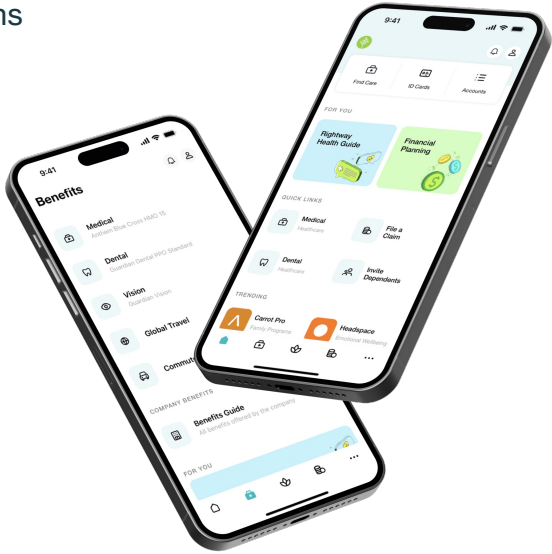 ns
9:41
Find Care
ID Cards
Accounts
FOR YOU
Rightway
Health Guide
Financial
Planning
QUICK LINKS
Medical
Healthcare
File a
Claim
Dental
Healthcare
Invite
Dependents
TRENDING
Carrot Pro
Family Programs
Headspace
Emotional Wellbeing
9:41
Benefits
Medical
Anthem Blue Cross HMO 15
Dental
Guardian Dental PPO Standard
Vision
Guardian Vision
Global Travel
Commut
COMPANY BENEFITS
Benefits Guide
All benefits offered by the company
FOR YOU